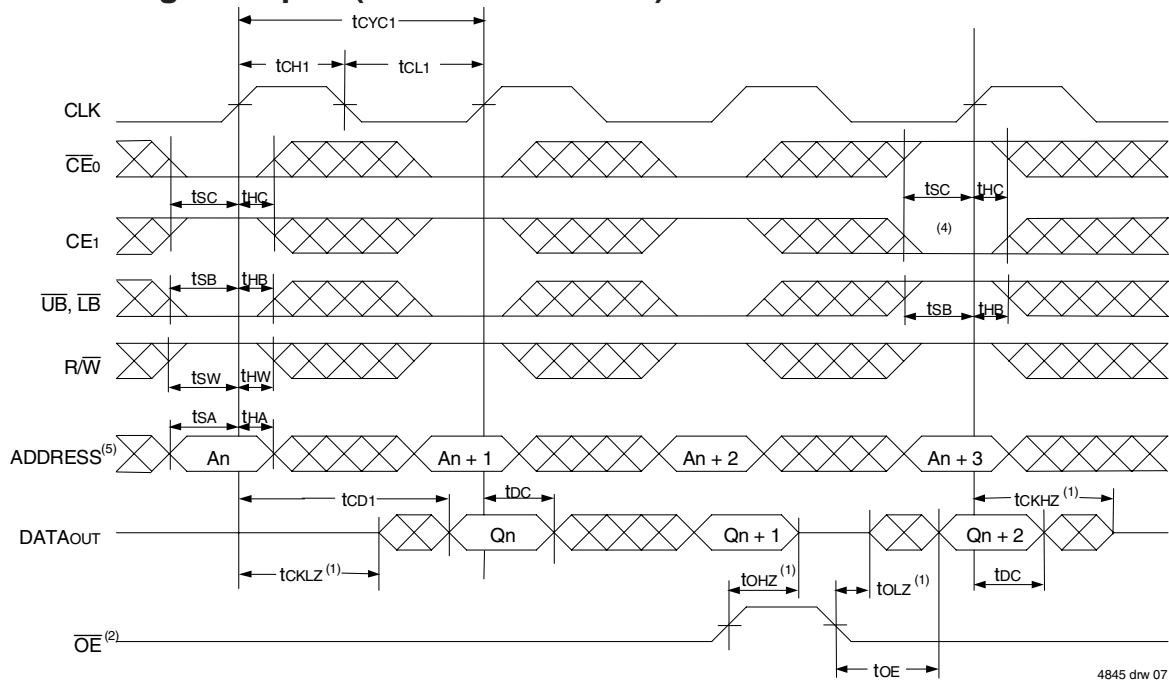 tCYC1
tCH1 tCL1
CLK
CE0
tSC tHC tSC tHC
CE1 (4)
tSB tHB
UB, LB
tSB tHB
R/W
tSW tHW
tSA tHA
ADDRESS(5) An An + 1 An + 2 An + 3
tCD1 tDC tCKHZ(1)
DATAOUT Qn Qn + 1 Qn + 2
tCKLZ(1) tOHZ(1) tOLZ(1) tDC
OE(2)
tOE
4845 drw 07